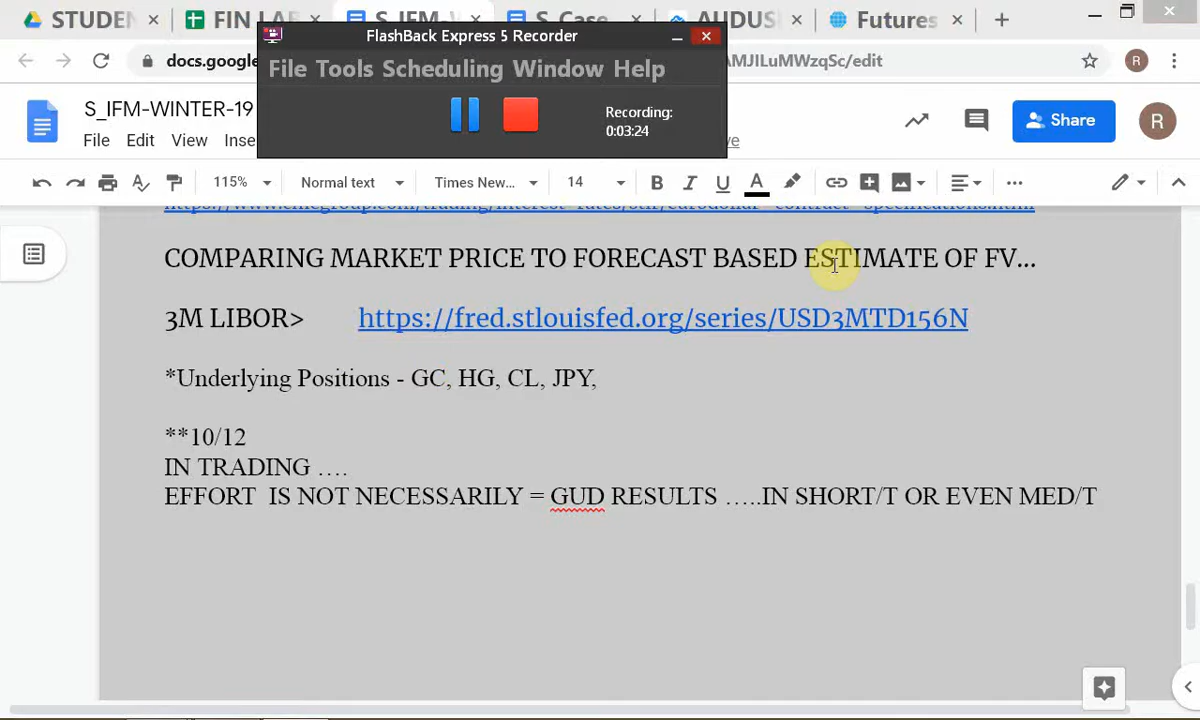 STUDEN
FIN LAB
S_IFM-W
S_Case
AUDUS
Futures
FlashBack Express 5 Recorder
File Tools Scheduling Window Help
Recording:
0:03:24
docs.google
AMJILuMWzqSc/edit
R
S_IFM-WINTER-19
File Edit View Inse
Share
R
115%
Normal text
Times New...
14
B I U A
COMPARING MARKET PRICE TO FORECAST BASED ESTIMATE OF FV...
3M LIBOR> https://fred.stlouisfed.org/series/USD3MTD156N
*Underlying Positions - GC, HG, CL, JPY,
**10/12
IN TRADING ….
EFFORT IS NOT NECESSARILY = GUD RESULTS …..IN SHORT/T OR EVEN MED/T